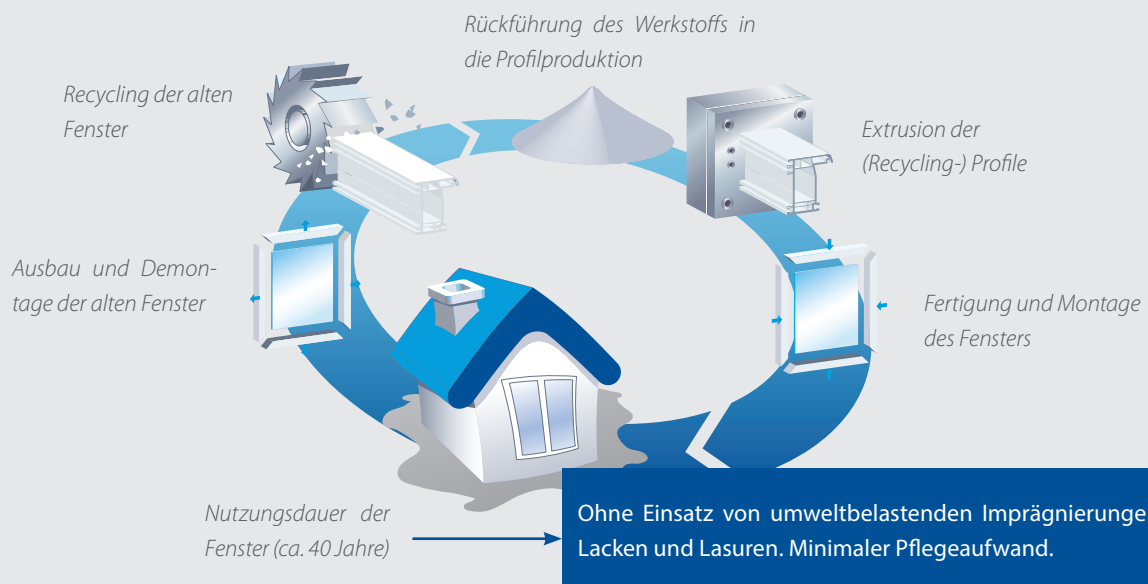 Rückführung des Werkstoffs in
die Profilproduktion
Recycling der alten
Fenster
Extrusion der
(Recycling-) Profile
Ausbau und Demon-
tage der alten Fenster
Fertigung und Montage
des Fensters
Nutzungsdauer der
Fenster (ca. 40 Jahre)
Ohne Einsatz von umweltbelastenden Imprägnierunge
Lacken und Lasuren. Minimaler Pflegeaufwand.